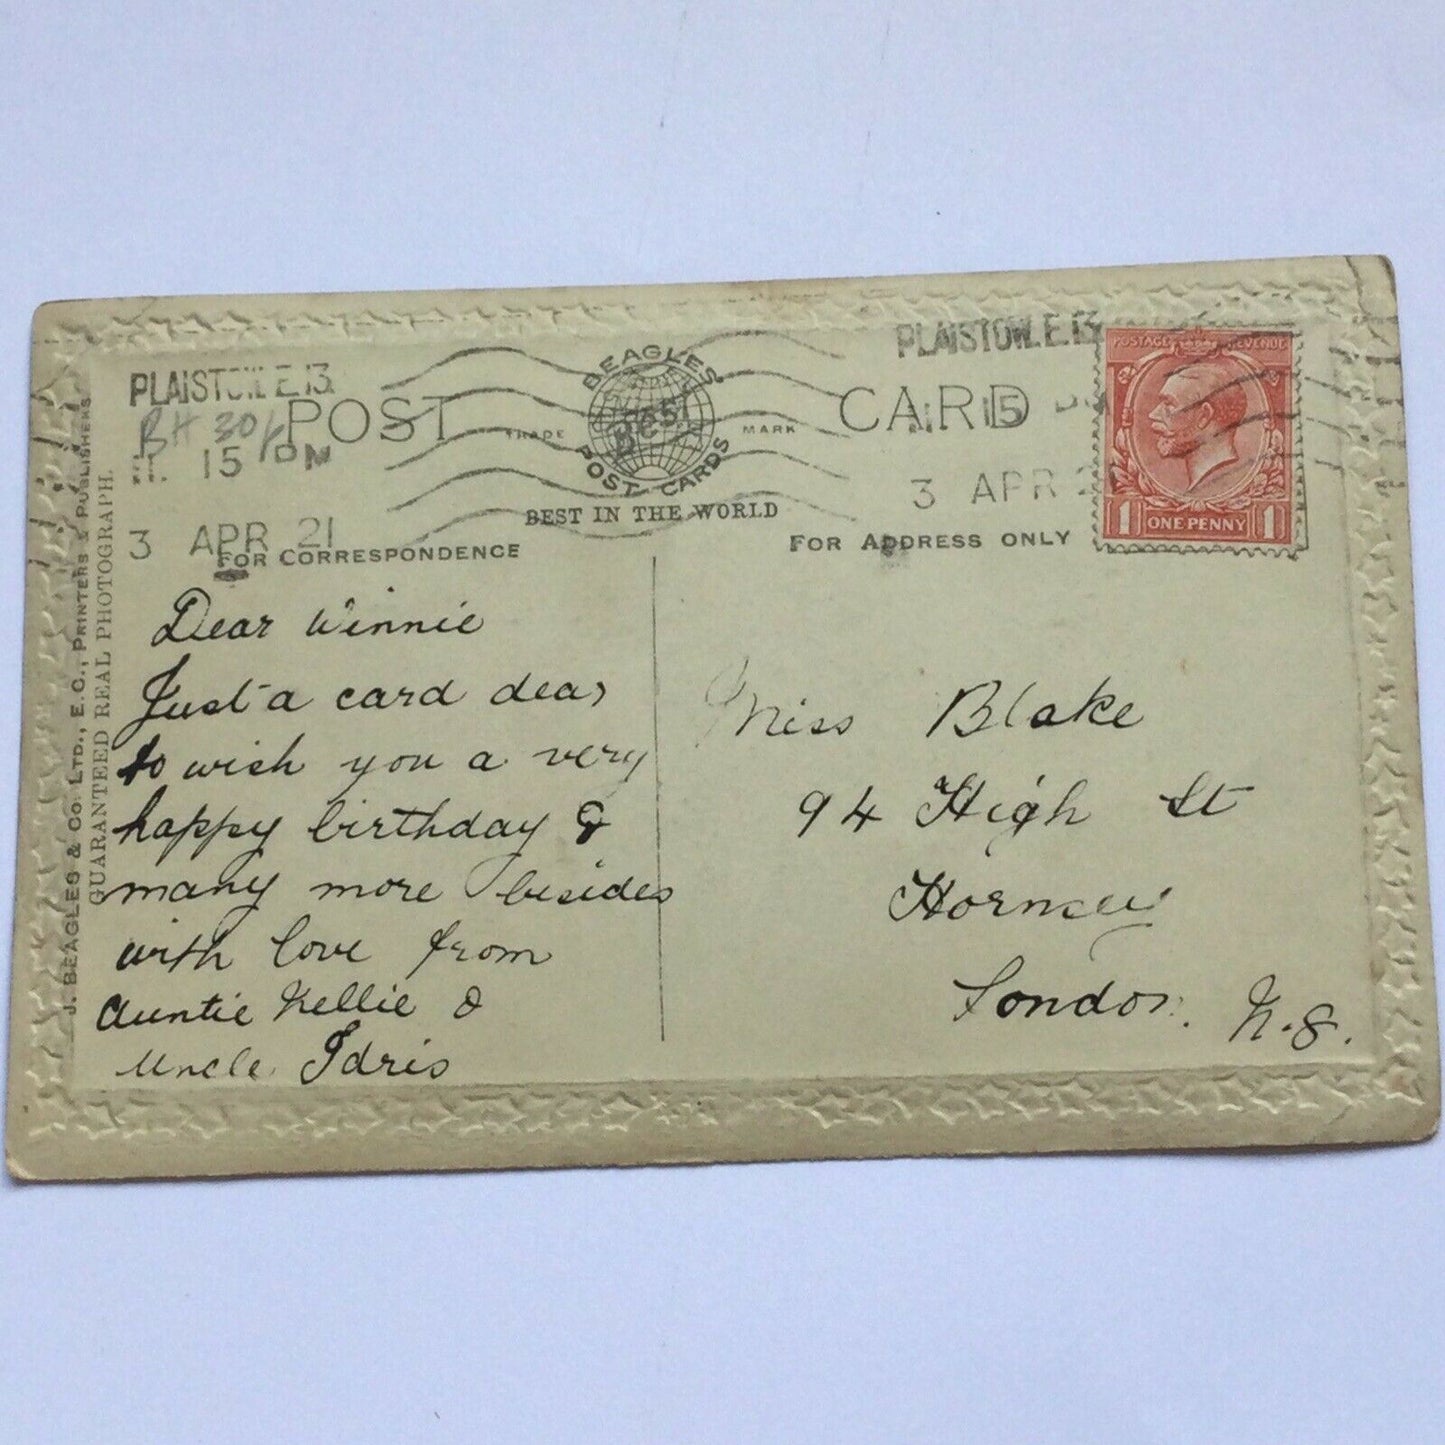 PLAISTOW. E. 13
PLAISTOW. E. 13
POST CARD
BEAGLES
POST CARDS
TRADE MARK
BEST IN THE WORLD
15 PM
15
3 APR 21
3 APR
POSTAGE REVENUE
1 ONE PENNY 1
FOR CORRESPONDENCE
FOR ADDRESS ONLY
J. BEAGLES & CO. LTD., E.C., PRINTERS & PUBLISHERS.
GUARANTEED REAL PHOTOGRAPH.
Dear Winnie
Just a card dear
to wish you a very
happy birthday &
many more besides
with love from
Auntie Nellie &
Uncle Idris
Miss Blake
94 High St
Hornsey
London. N.8.